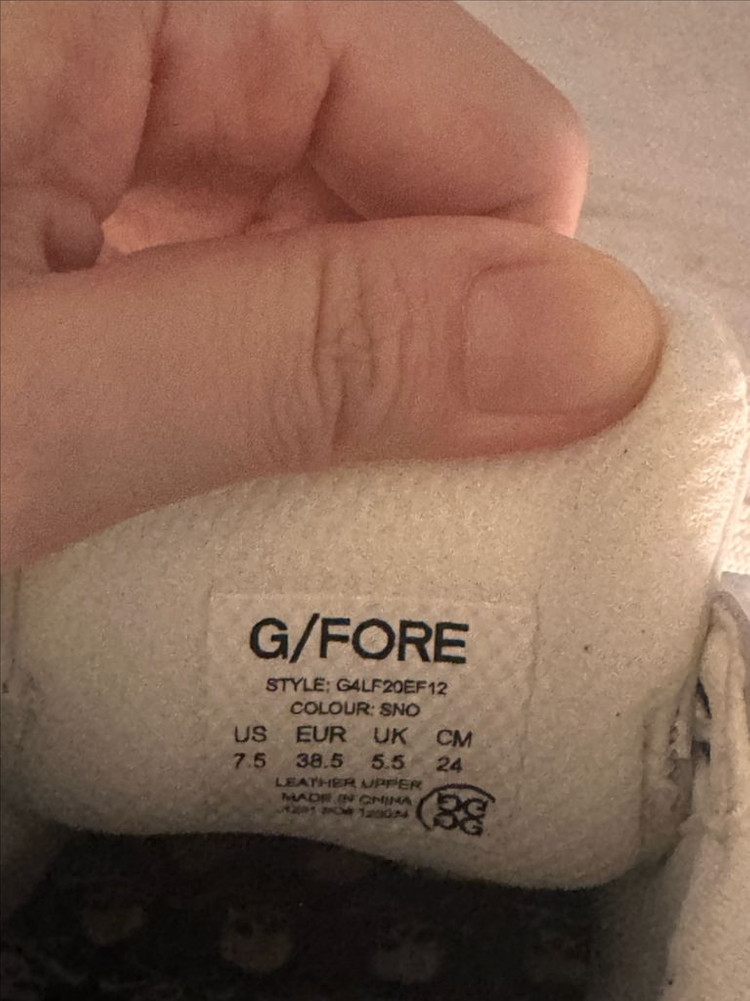 G/FORE
STYLE: G4LF20EF12
COLOUR: SNO
US EUR UK CM
7.5 38.5 5.5 24
LEATHER UPPER
MADE IN CHINA